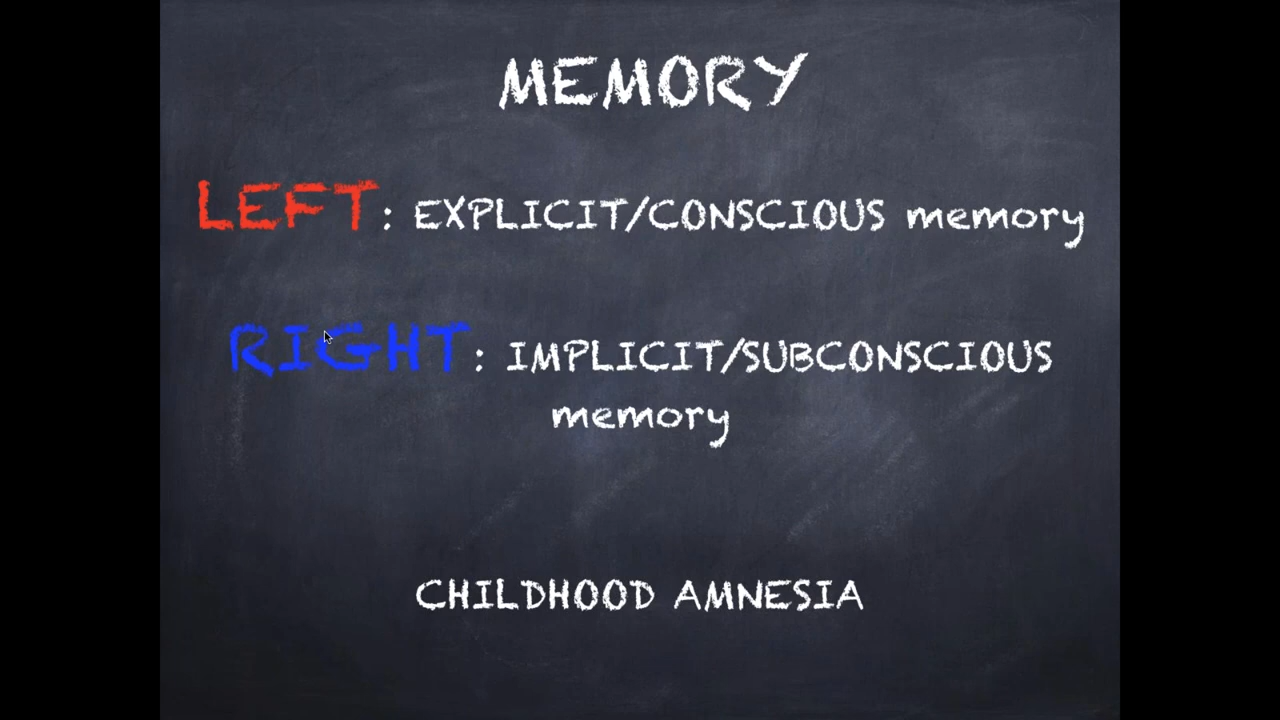 MEMORY
LEFT: EXPLICIT/CONSCIOUS memory
RIGHT: IMPLICIT/SUBCONSCIOUS
memory
CHILDHOOD AMNESIA